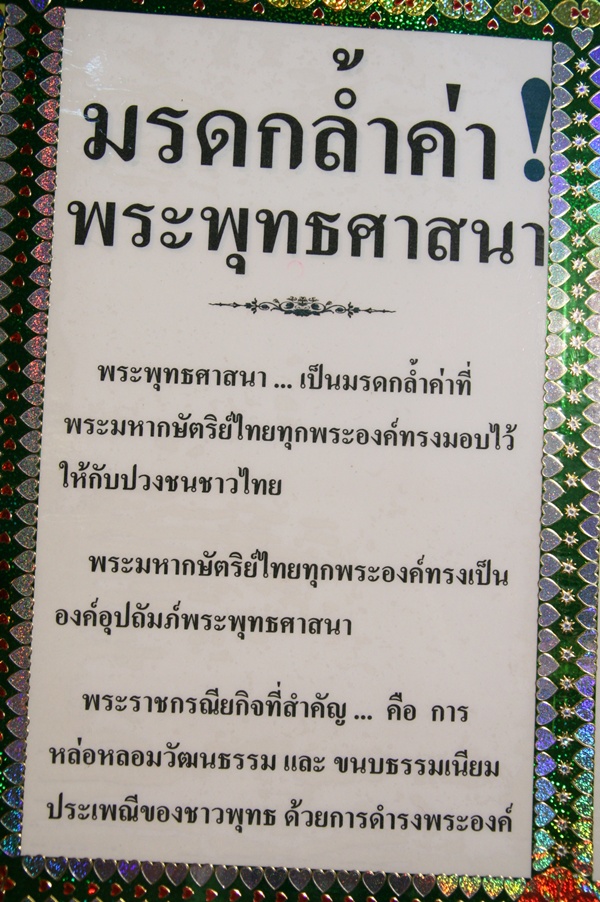 มรดกล้ำค่า!
พระพุทธศาสนา
พระพุทธศาสนา ... เป็นมรดกล้ำค่าที่
พระมหากษัตริย์ไทยทุกพระองค์ทรงมอบไว้
ให้กับปวงชนชาวไทย
พระมหากษัตริย์ไทยทุกพระองค์ทรงเป็น
องค์อุปถัมภ์พระพุทธศาสนา
พระราชกรณียกิจที่สำคัญ ... คือ การ
หล่อหลอมวัฒนธรรม และ ขนบธรรมเนียม
ประเพณีของชาวพุทธ ด้วยการดำรงพระองค์